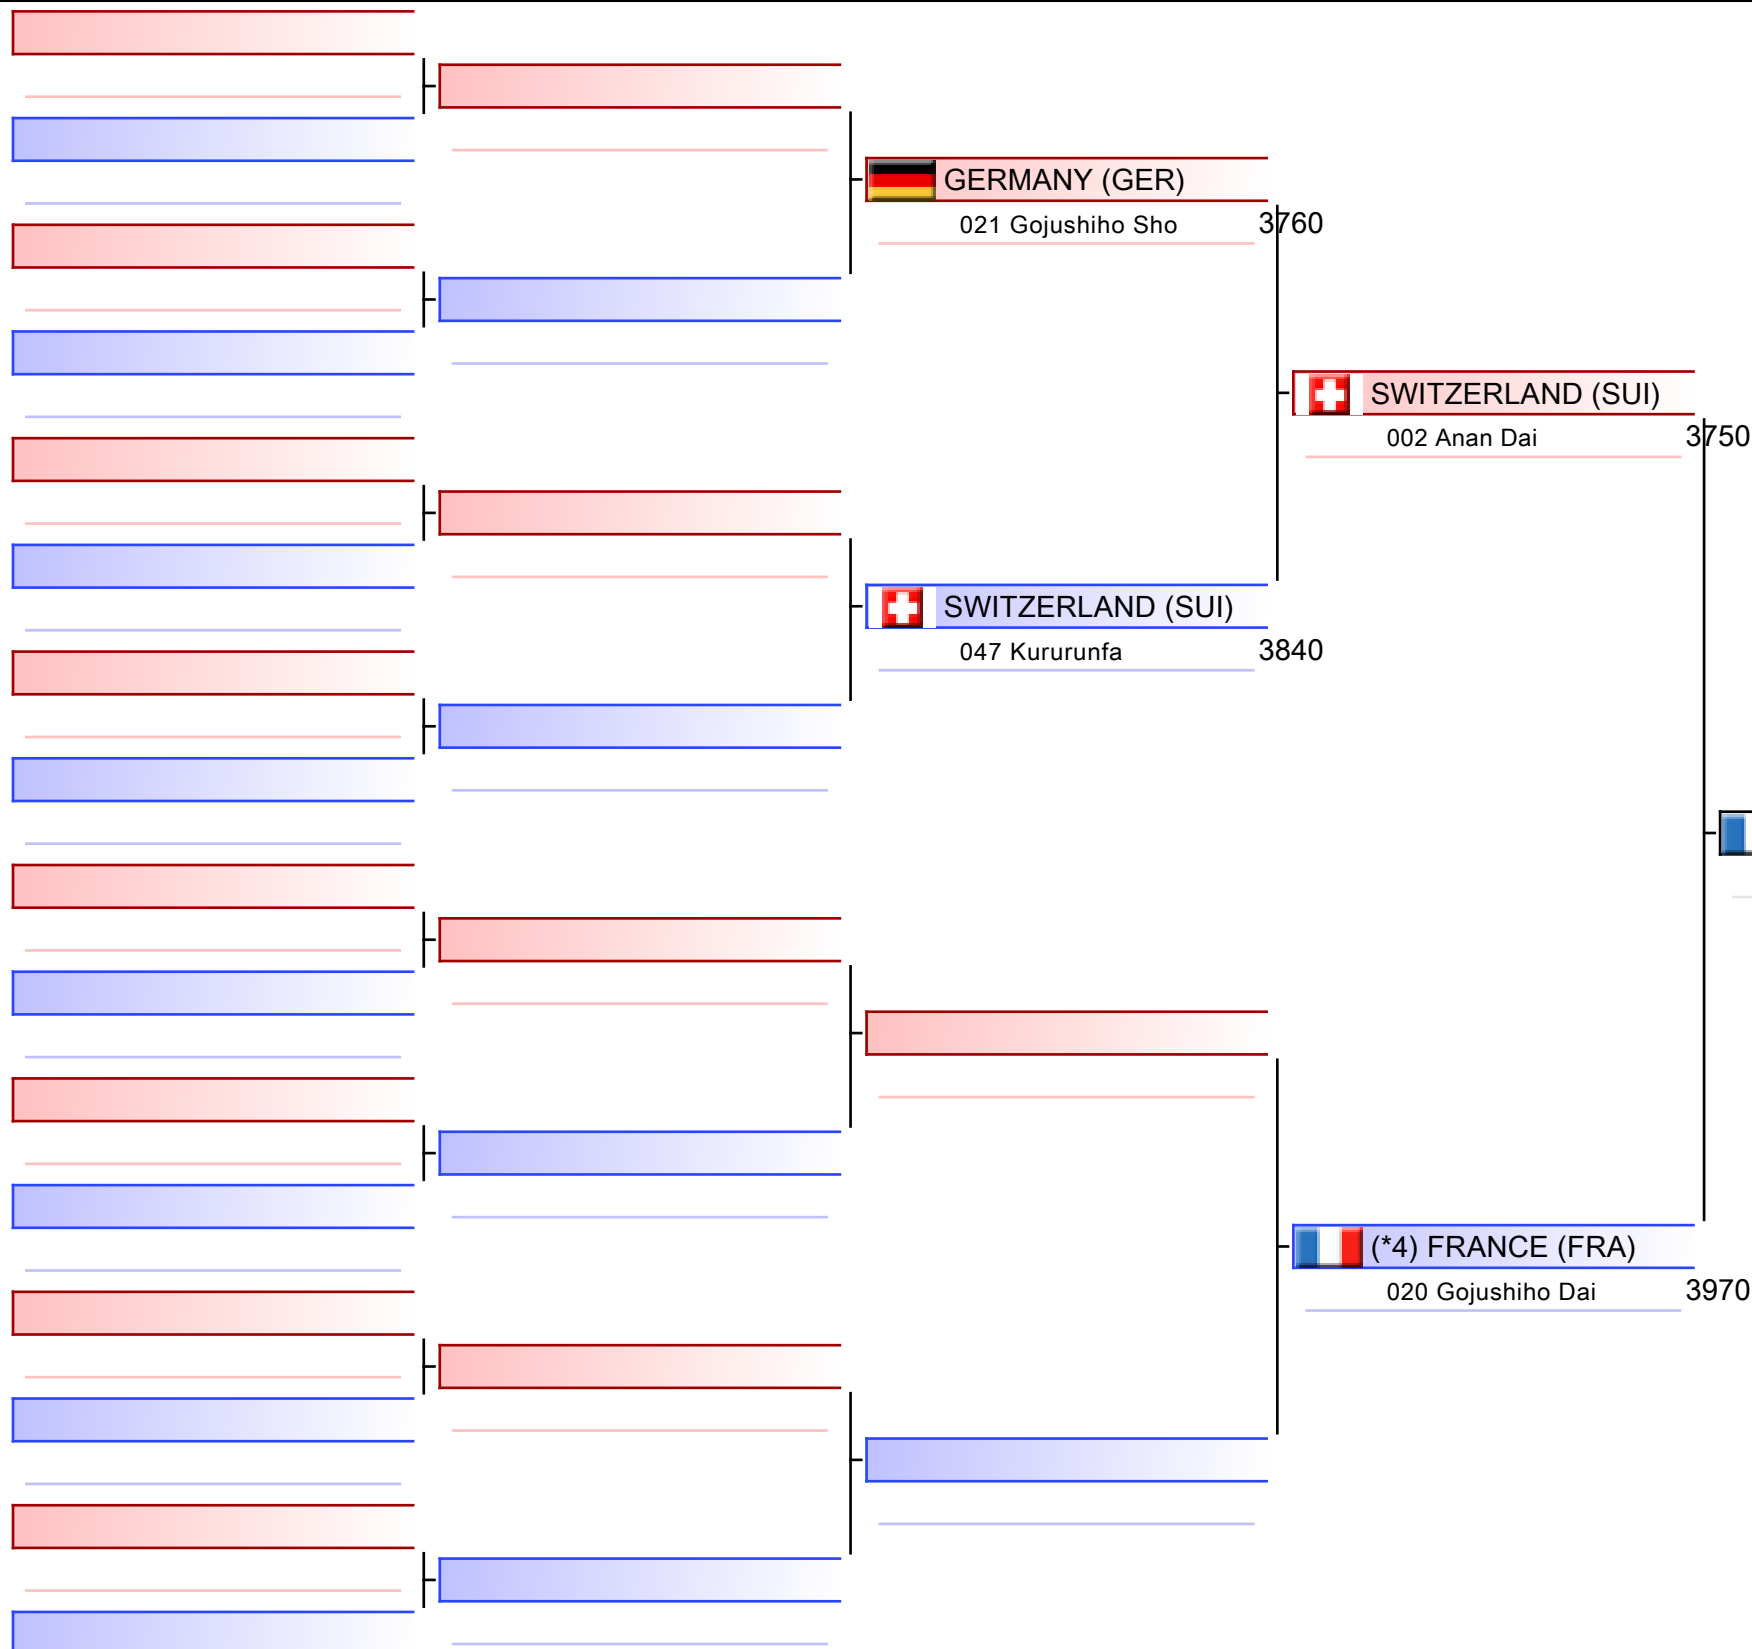 GERMANY (GER)
021 Gojushiho Sho 3760
SWITZERLAND (SUI)
002 Anan Dai 3750
SWITZERLAND (SUI)
047 Kururunfa 3840
(*4) FRANCE (FRA)
020 Gojushiho Dai 3970